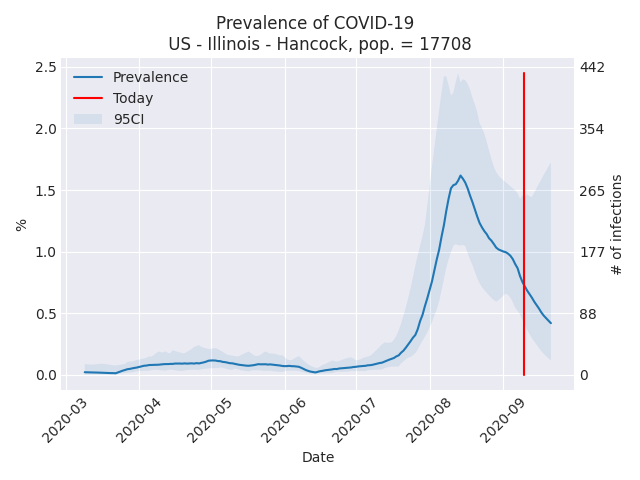 Prevalence of COVID-19
US - Illinois - Hancock, pop. = 17708
Prevalence
Today
95CI
2.5
2.0
1.5
1.0
0.5
0.0
%
442
354
265
177
88
0
# of infections
2020-03
2020-04
2020-05
2020-06
2020-07
2020-08
2020-09
Date